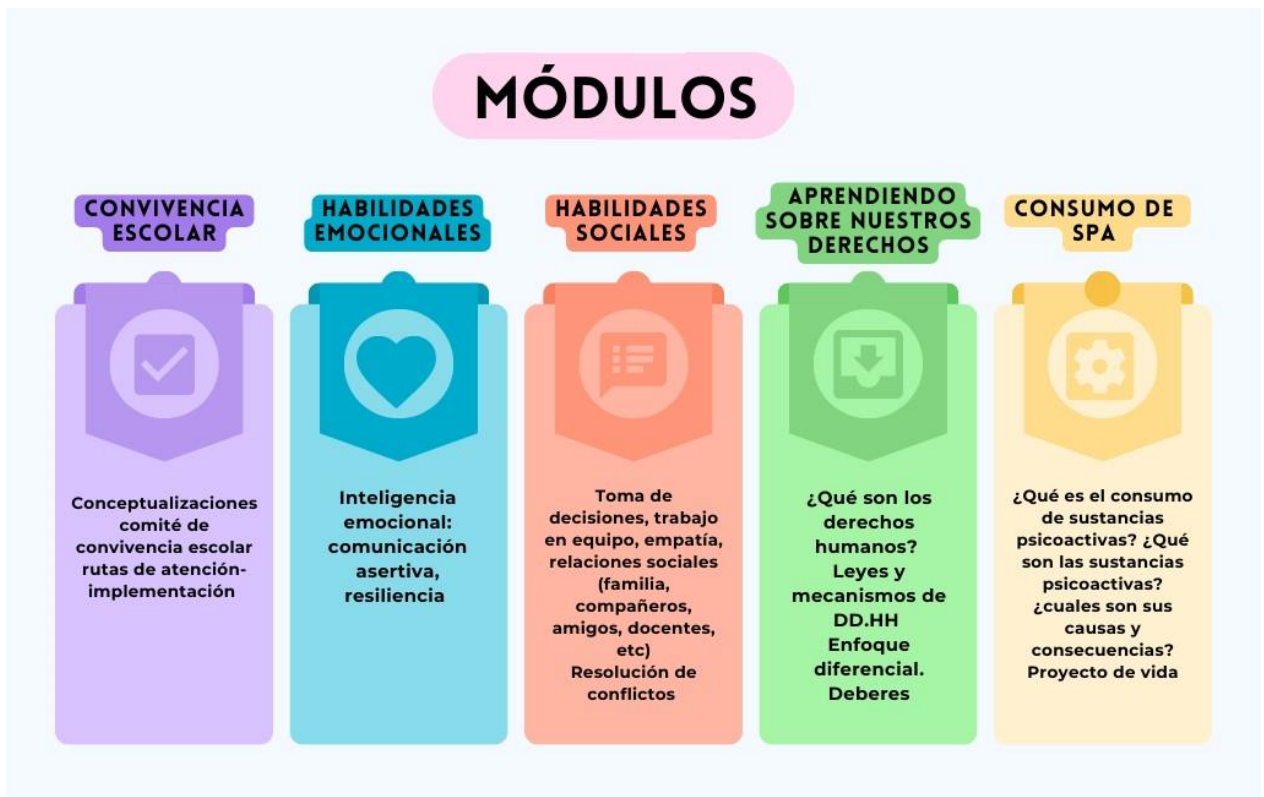 MÓDULOS
CONVIVENCIA
ESCOLAR
Conceptualizaciones
comité de
convivencia escolar
rutas de atención-
implementación
HABILIDADES
EMOCIONALES
Inteligencia
emocional:
comunicación
asertiva,
resiliencia
HABILIDADES
SOCIALES
Toma de
decisiones, trabajo
en equipo, empatía,
relaciones sociales
(familia,
compañeros,
amigos, docentes,
etc)
Resolución de
conflictos
APRENDIENDO
SOBRE NUESTROS
DERECHOS
¿Qué son los
derechos
humanos?
Leyes y
mecanismos de
DD.HH
Enfoque
diferencial.
Deberes
CONSUMO DE
SPA
¿Qué es el consumo
de sustancias
psicoactivas? ¿Qué
son las sustancias
psicoactivas?
¿cuales son sus
causas y
consecuencias?
Proyecto de vida